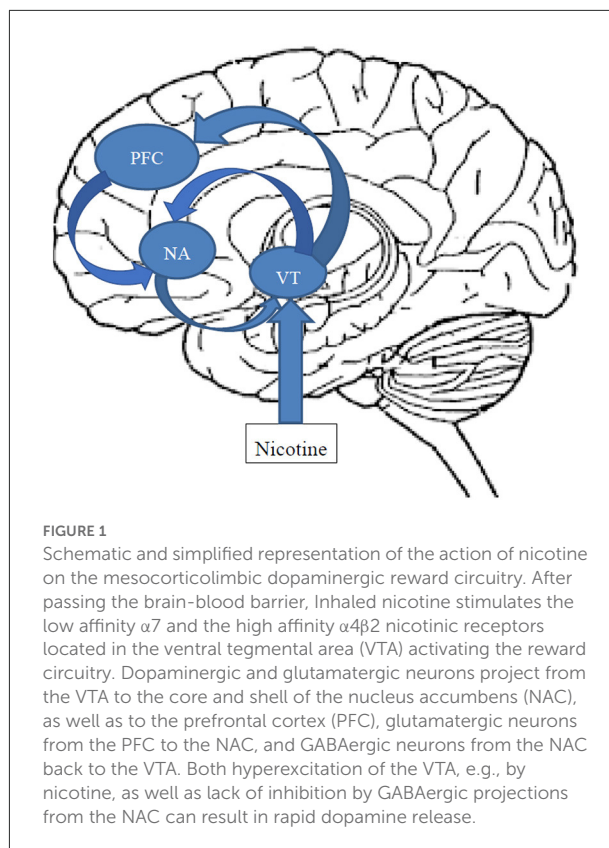 PFC
NA
VT
Nicotine
FIGURE 1
Schematic and simplified representation of the action of nicotine
on the mesocorticolimbic dopaminergic reward circuitry. After
passing the brain-blood barrier, Inhaled nicotine stimulates the
low affinity α7 and the high affinity α4β2 nicotinic receptors
located in the ventral tegmental area (VTA) activating the reward
circuitry. Dopaminergic and glutamatergic neurons project from
the VTA to the core and shell of the nucleus accumbens (NAC),
as well as to the prefrontal cortex (PFC), glutamatergic neurons
from the PFC to the NAC, and GABAergic neurons from the NAC
back to the VTA. Both hyperexcitation of the VTA, e.g., by
nicotine, as well as lack of inhibition by GABAergic projections
from the NAC can result in rapid dopamine release.